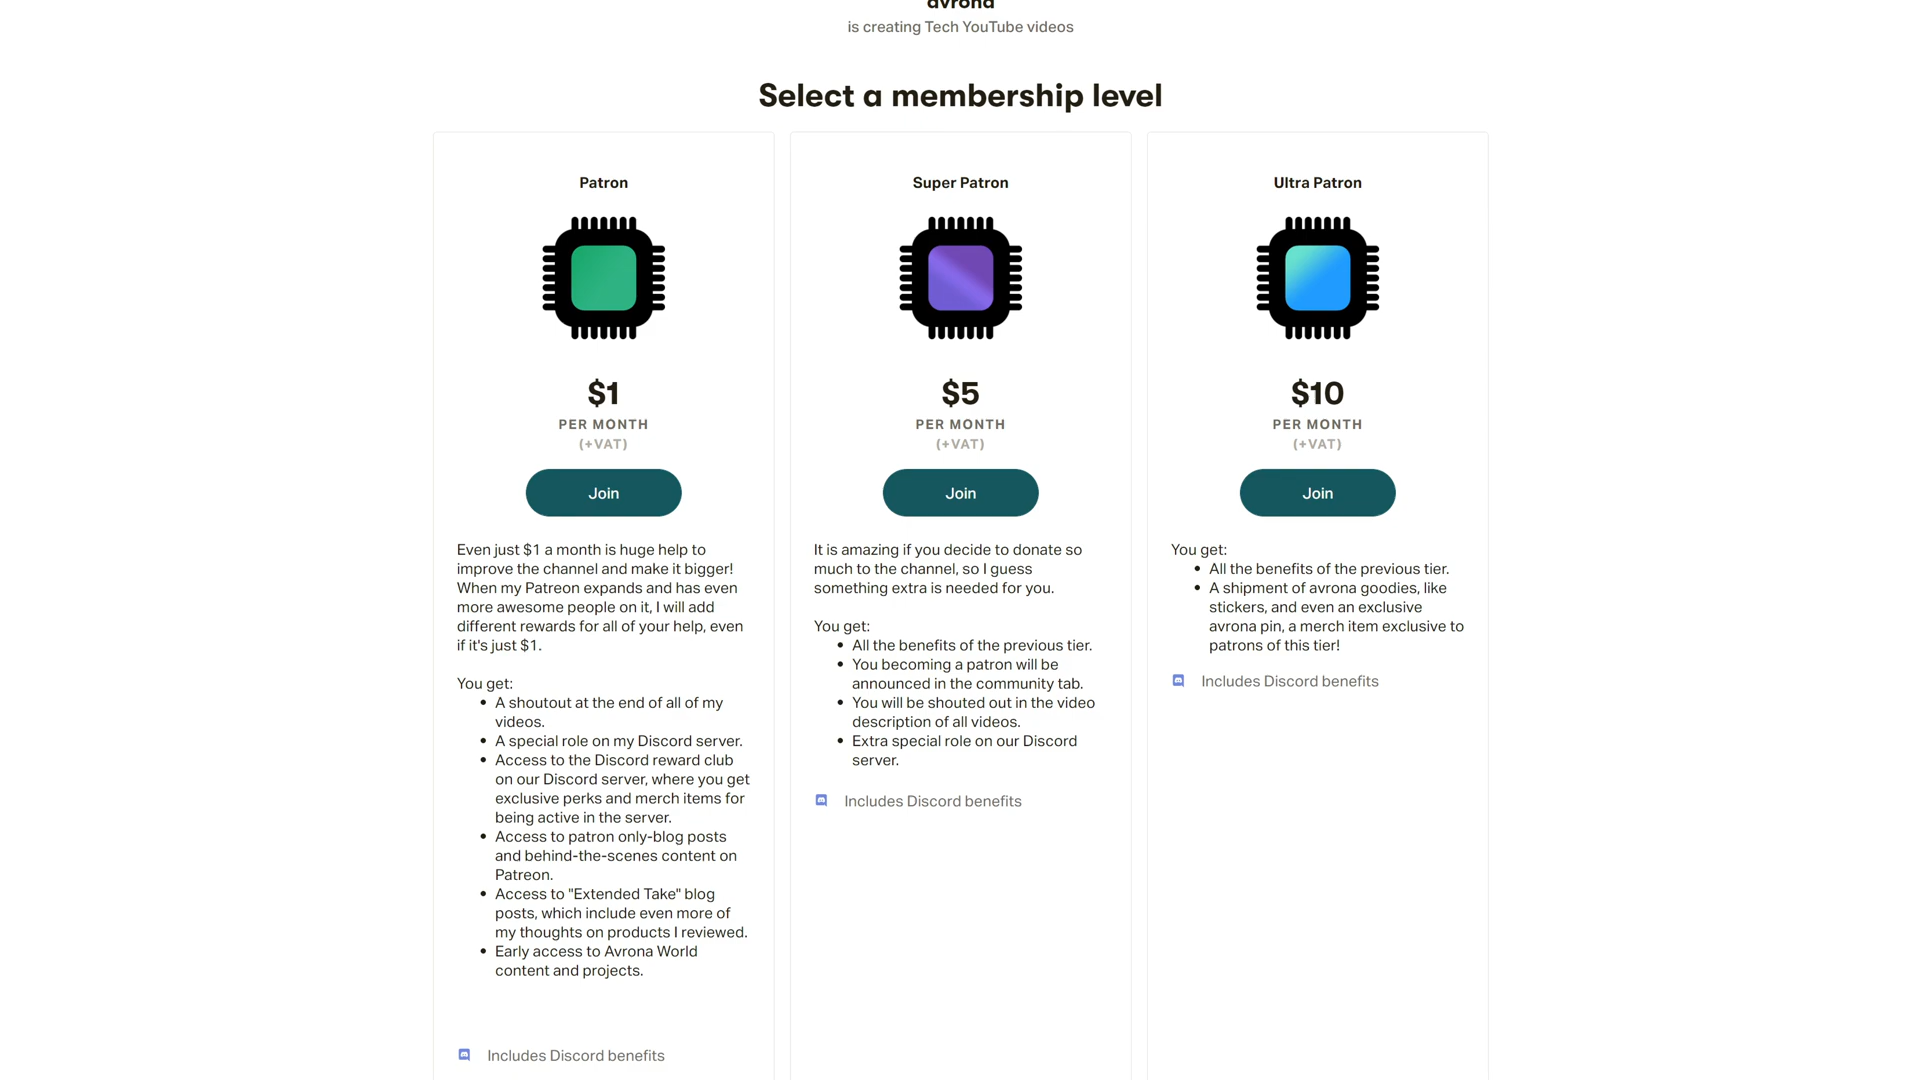 avrona
is creating Tech YouTube videos
Select a membership level
Patron
$1
PER MONTH
(+VAT)
Join
Even just $1 a month is huge help to
improve the channel and make it bigger!
When my Patreon expands and has even
more awesome people on it, I will add
different rewards for all of your help, even
if it's just $1.
You get:
• A shoutout at the end of all of my
videos.
• A special role on my Discord server.
• Access to the Discord reward club
on our Discord server, where you get
exclusive perks and merch items for
being active in the server.
• Access to patron only-blog posts
and behind-the-scenes content on
Patreon.
• Access to "Extended Take" blog
posts, which include even more of
my thoughts on products I reviewed.
• Early access to Avrona World
content and projects.
Includes Discord benefits
Super Patron
$5
PER MONTH
(+VAT)
Join
It is amazing if you decide to donate so
much to the channel, so I guess
something extra is needed for you.
You get:
• All the benefits of the previous tier.
• You becoming a patron will be
announced in the community tab.
• You will be shouted out in the video
description of all videos.
• Extra special role on our Discord
server.
Includes Discord benefits
Ultra Patron
$10
PER MONTH
(+VAT)
Join
You get:
• All the benefits of the previous tier.
• A shipment of avrona goodies, like
stickers, and even an exclusive
avrona pin, a merch item exclusive to
patrons of this tier!
Includes Discord benefits